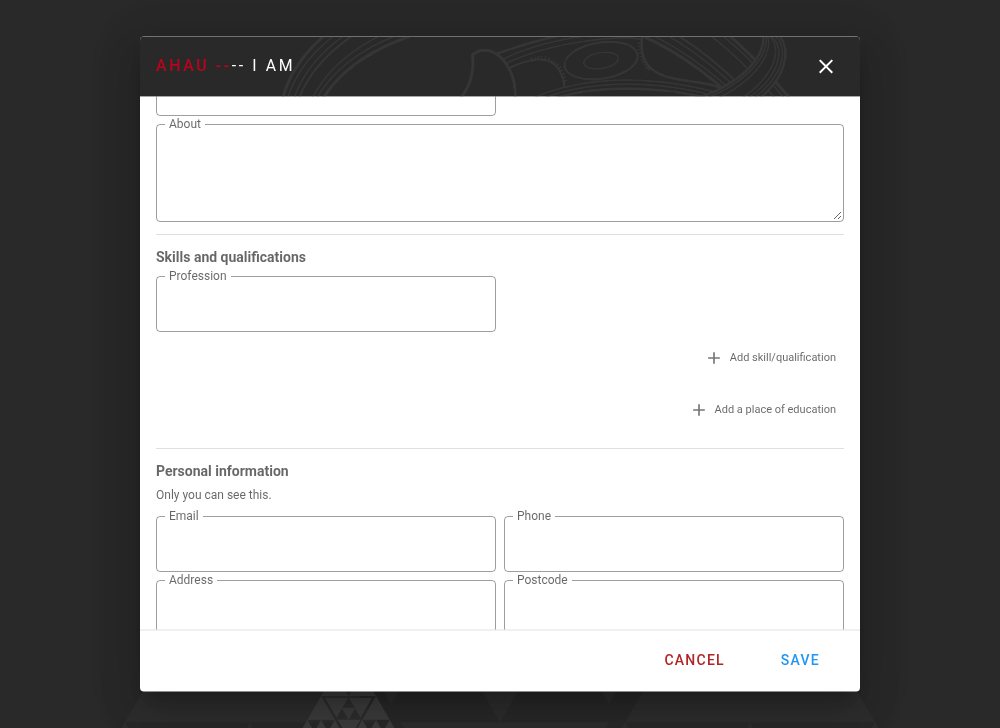 AHAU ---- I AM
About
Skills and qualifications
Profession
Add skill/qualification
Add a place of education
Personal information
Only you can see this.
Email
Phone
Address
Postcode
CANCEL
SAVE